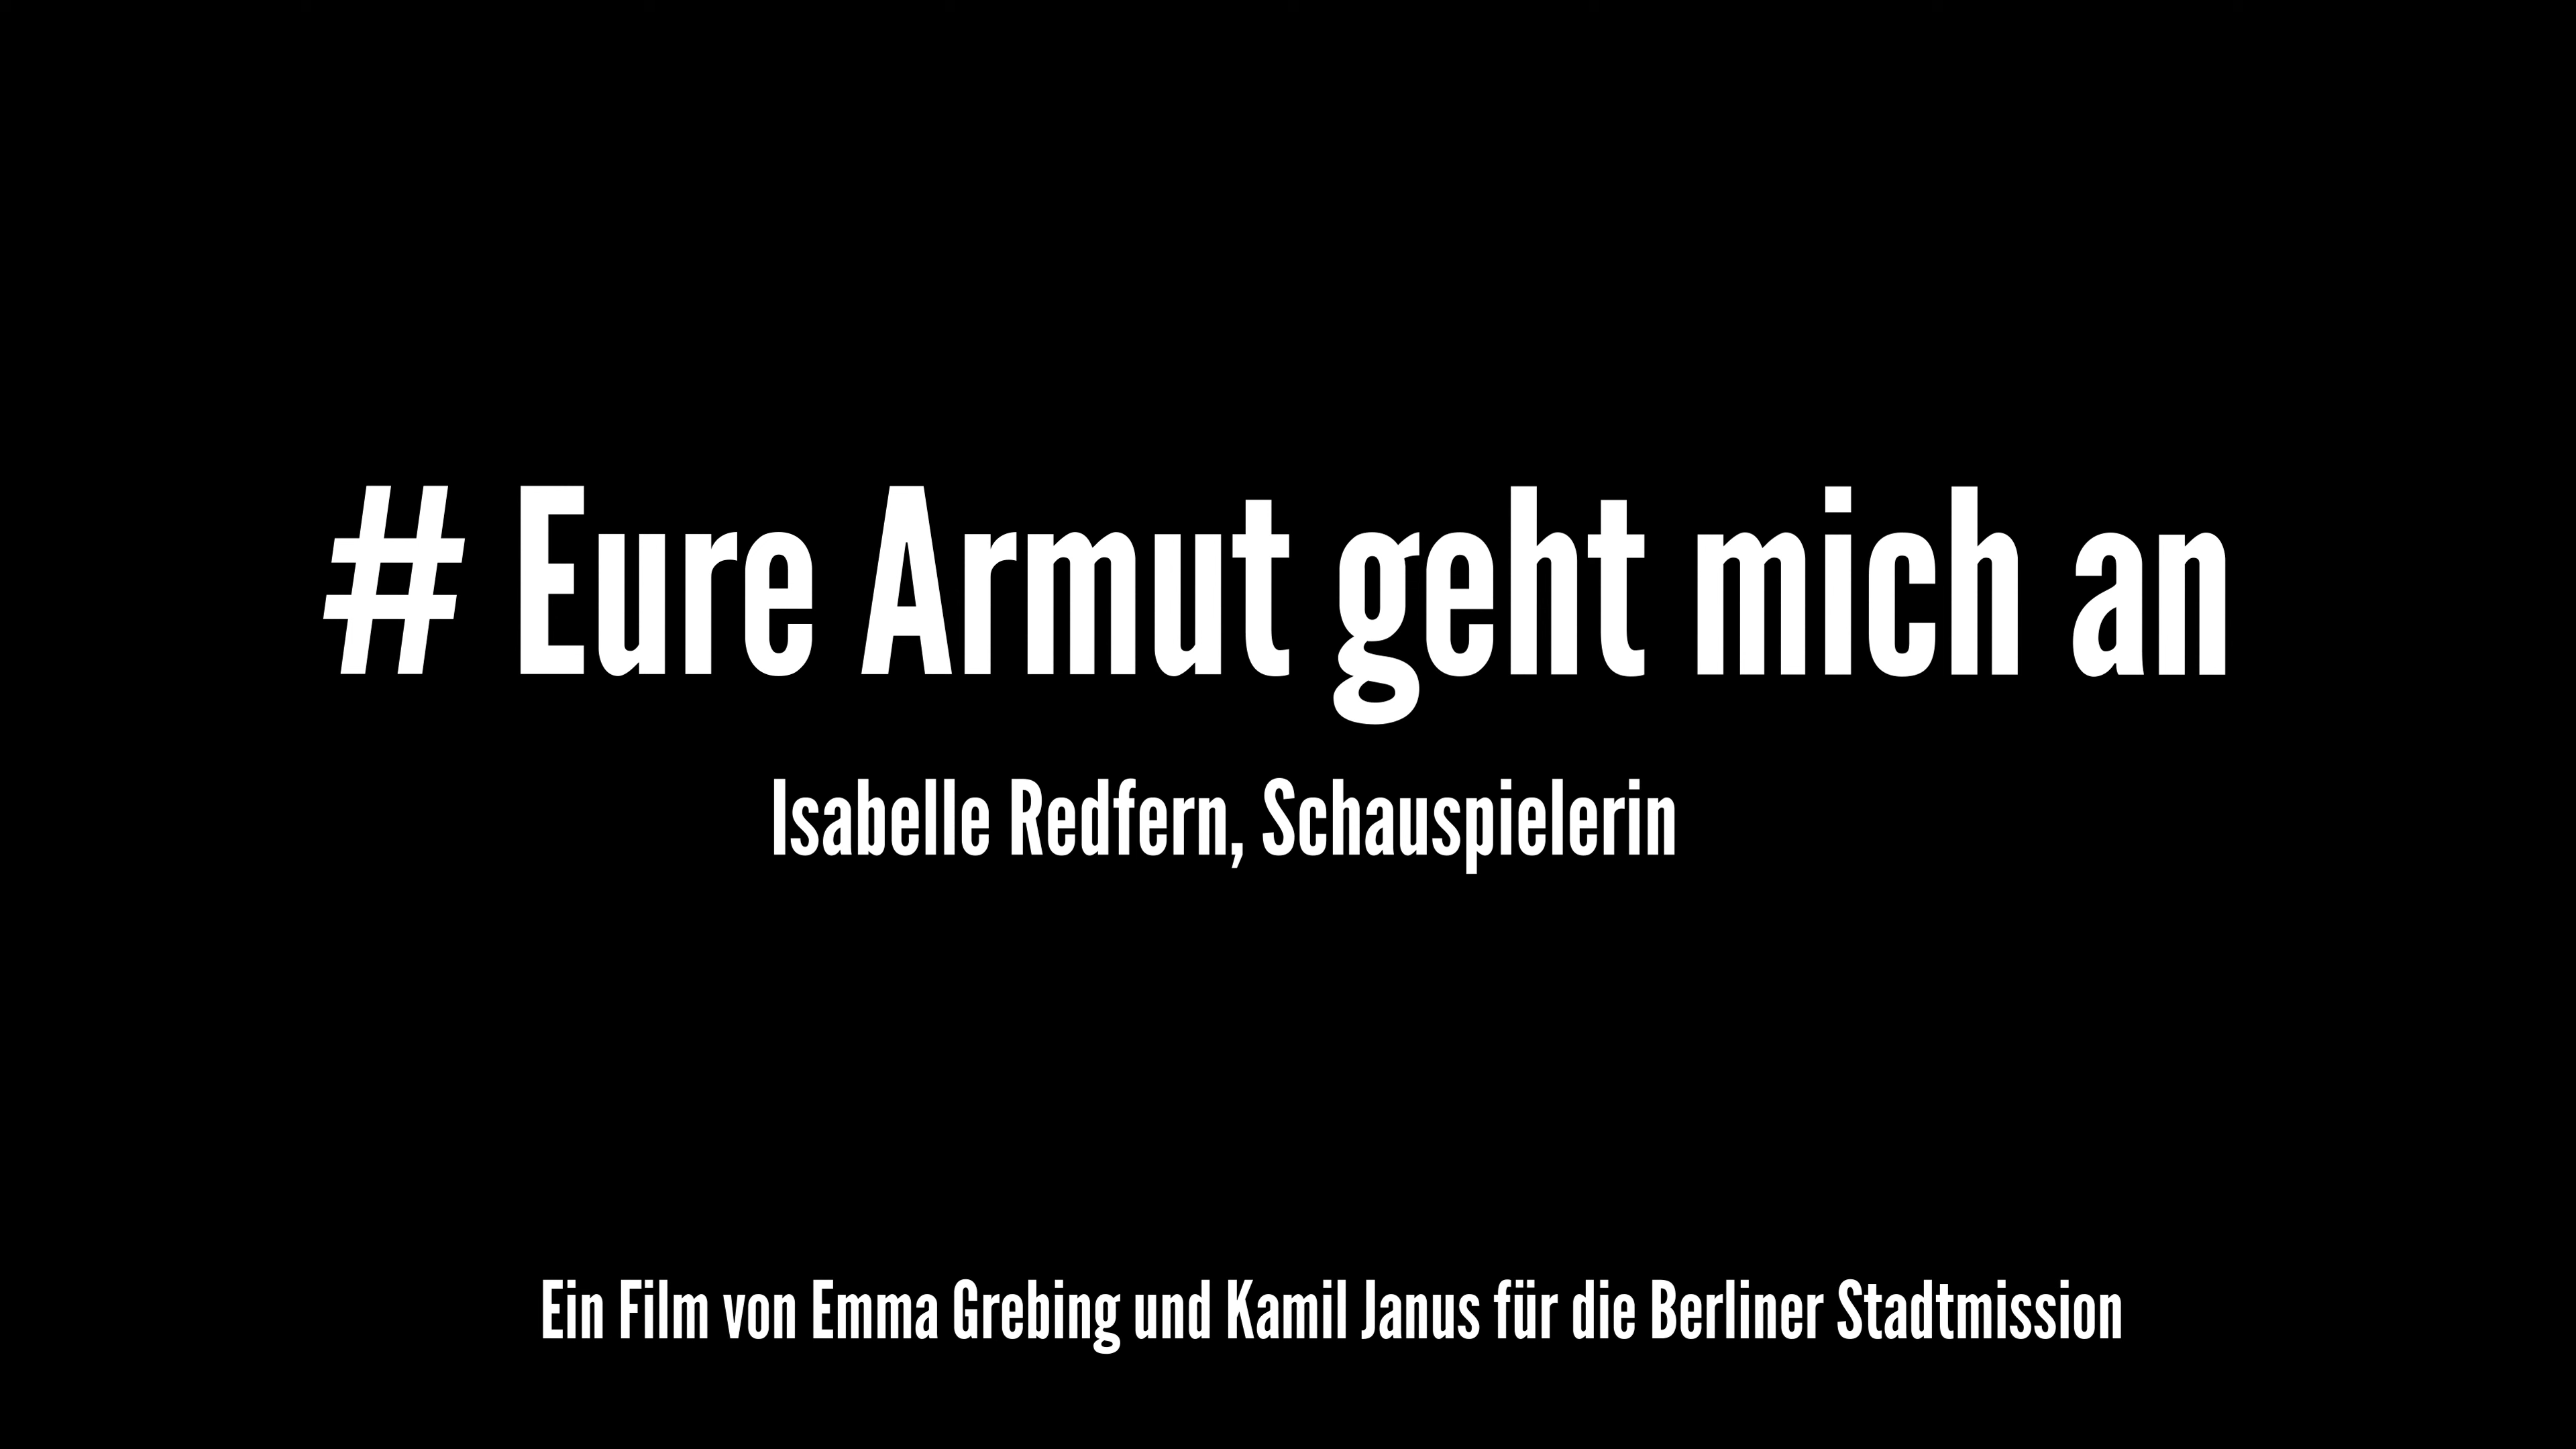 # Eure Armut geht mich an
Isabelle Redfern, Schauspielerin
Ein Film von Emma Grebing und Kamil Janus für die Berliner Stadtmission